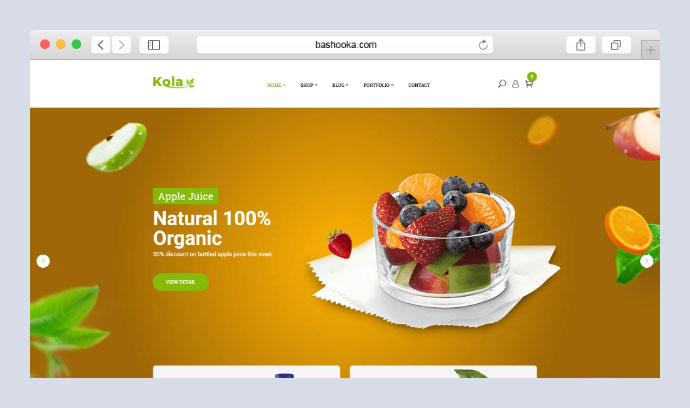 bashooka.com
Kqla
HOME
SHOP
BLOG
PORTFOLIO
CONTACT
0
Apple Juice
Natural 100%
Organic
50% discount on bottled apple juice this week
VIEW DETAIL